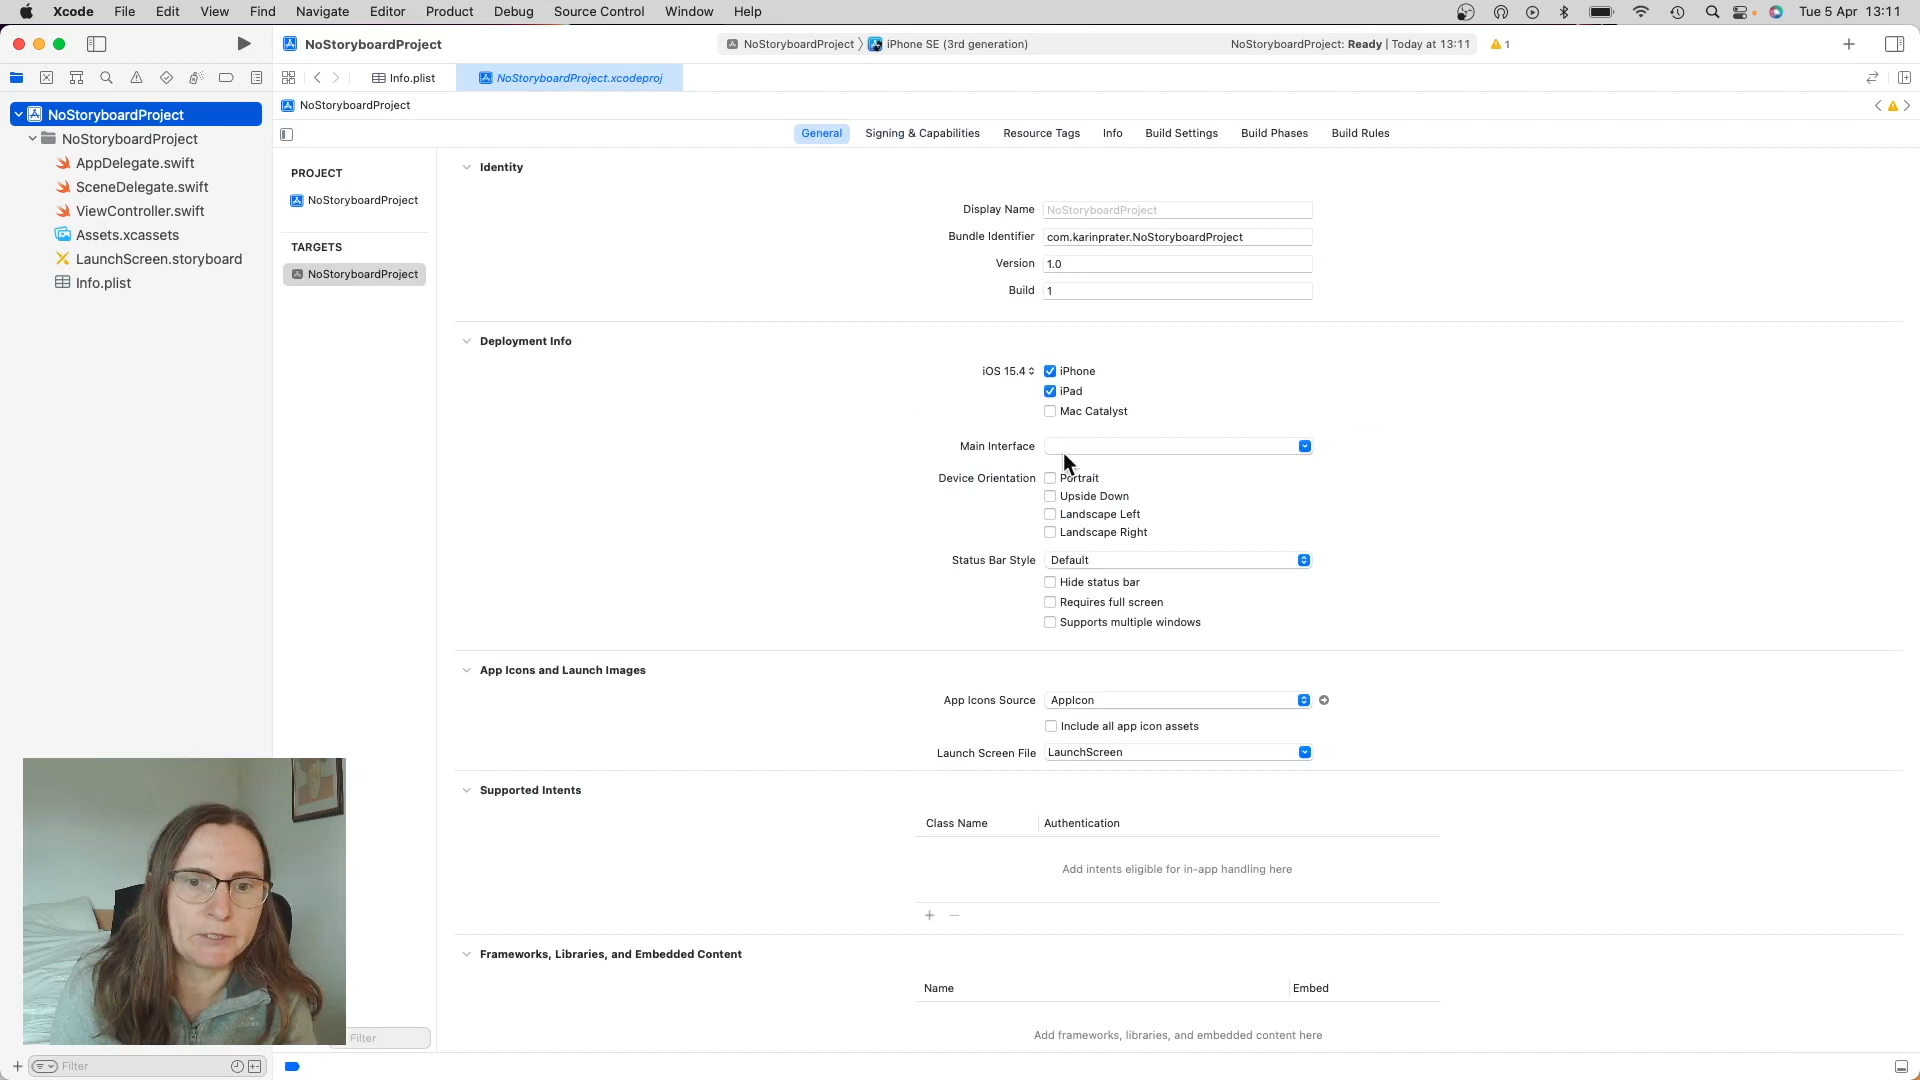 Xcode File Edit View Find Navigate Editor Product Debug Source Control Window Help Tue 5 Apr 13:11
NoStoryboardProject NoStoryboardProject iPhone SE (3rd generation) NoStoryboardProject: Ready | Today at 13:11 1
Info.plist NoStoryboardProject.xcodeproj
NoStoryboardProject
NoStoryboardProject
AppDelegate.swift
SceneDelegate.swift
ViewController.swift
Assets.xcassets
LaunchScreen.storyboard
Info.plist
Filter
NoStoryboardProject
General Signing & Capabilities Resource Tags Info Build Settings Build Phases Build Rules
PROJECT
NoStoryboardProject
TARGETS
NoStoryboardProject
Filter
Identity
Display Name NoStoryboardProject
Bundle Identifier com.karinprater.NoStoryboardProject
Version 1.0
Build 1
Deployment Info
iOS 15.4 iPhone
iPad
Mac Catalyst
Main Interface
Device Orientation Portrait
Upside Down
Landscape Left
Landscape Right
Status Bar Style Default
Hide status bar
Requires full screen
Supports multiple windows
App Icons and Launch Images
App Icons Source AppIcon
Include all app icon assets
Launch Screen File LaunchScreen
Supported Intents
Class Name Authentication
Add intents eligible for in-app handling here
Frameworks, Libraries, and Embedded Content
Name Embed
Add frameworks, libraries, and embedded content here